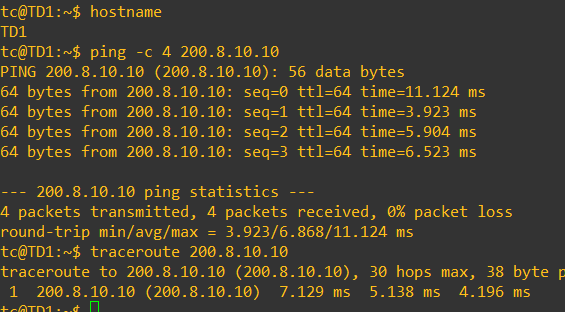 tc@TD1:~$ hostname
TD1
tc@TD1:~$ ping -c 4 200.8.10.10
PING 200.8.10.10 (200.8.10.10): 56 data bytes
64 bytes from 200.8.10.10: seq=0 ttl=64 time=11.124 ms
64 bytes from 200.8.10.10: seq=1 ttl=64 time=3.923 ms
64 bytes from 200.8.10.10: seq=2 ttl=64 time=5.904 ms
64 bytes from 200.8.10.10: seq=3 ttl=64 time=6.523 ms
--- 200.8.10.10 ping statistics ---
4 packets transmitted, 4 packets received, 0% packet loss
round-trip min/avg/max = 3.923/6.868/11.124 ms
tc@TD1:~$ traceroute 200.8.10.10
traceroute to 200.8.10.10 (200.8.10.10), 30 hops max, 38 byte p
1 200.8.10.10 (200.8.10.10) 7.129 ms 5.138 ms 4.196 ms
tc@TD1:~$